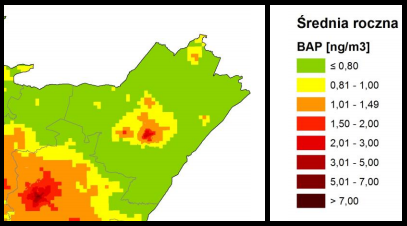 Średnia roczna
BAP [ng/m3]
≤ 0,80
0,81 - 1,00
1,01 - 1,49
1,50 - 2,00
2,01 - 3,00
3,01 - 5,00
5,01 - 7,00
> 7,00